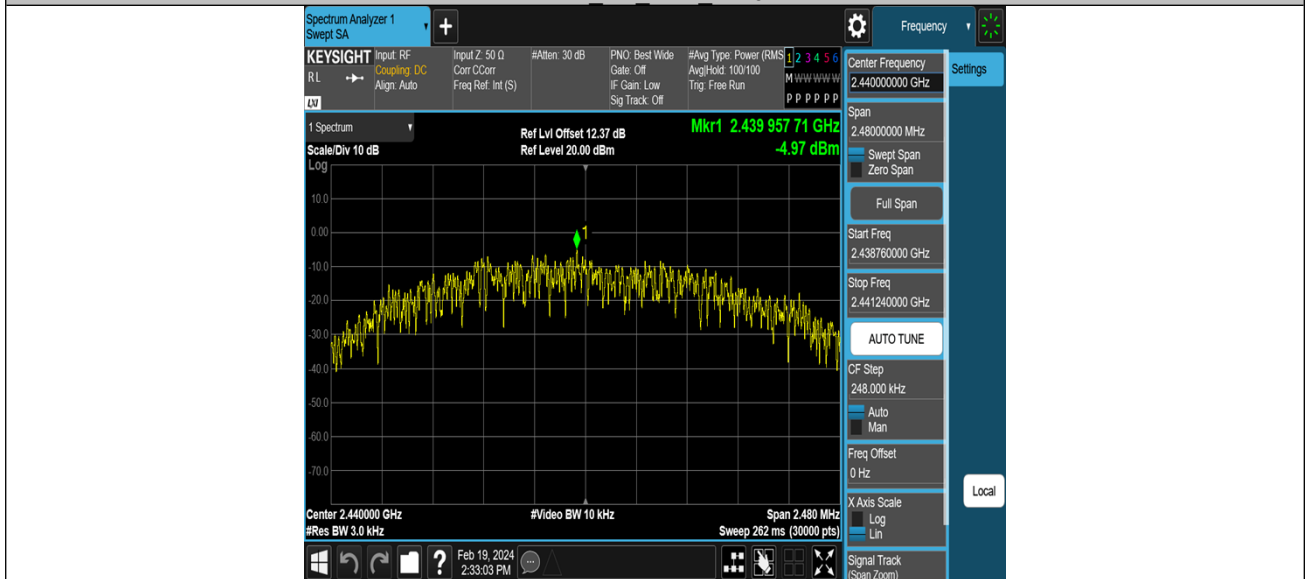 Spectrum Analyzer 1
Swept SA
+
Frequency
KEYSIGHT
RL
LXI
Input: RF
Coupling: DC
Align: Auto
Input Z: 50 Ω
Corr CCorr
Freq Ref: Int (S)
#Atten: 30 dB
PNO: Best Wide
Gate: Off
IF Gain: Low
Sig Track: Off
#Avg Type: Power (RMS
Avg|Hold: 100/100
Trig: Free Run
1 2 3 4 5 6
M W W W W W
P P P P P P
1 Spectrum
Scale/Div 10 dB
Log
Ref Lvl Offset 12.37 dB
Ref Level 20.00 dBm
Mkr1 2.439 957 71 GHz
-4.97 dBm
10.0
0.00
-10.0
-20.0
-30.0
-40.0
-50.0
-60.0
-70.0
1
Center 2.440000 GHz
#Res BW 3.0 kHz
#Video BW 10 kHz
Span 2.480 MHz
Sweep 262 ms (30000 pts)
Center Frequency
2.440000000 GHz
Settings
Span
2.48000000 MHz
Swept Span
Zero Span
Full Span
Start Freq
2.438760000 GHz
Stop Freq
2.441240000 GHz
AUTO TUNE
CF Step
248.000 kHz
Auto
Man
Freq Offset
0 Hz
X Axis Scale
Log
Lin
Local
Signal Track
(Span Zoom)
?
Feb 19, 2024
2:33:03 PM